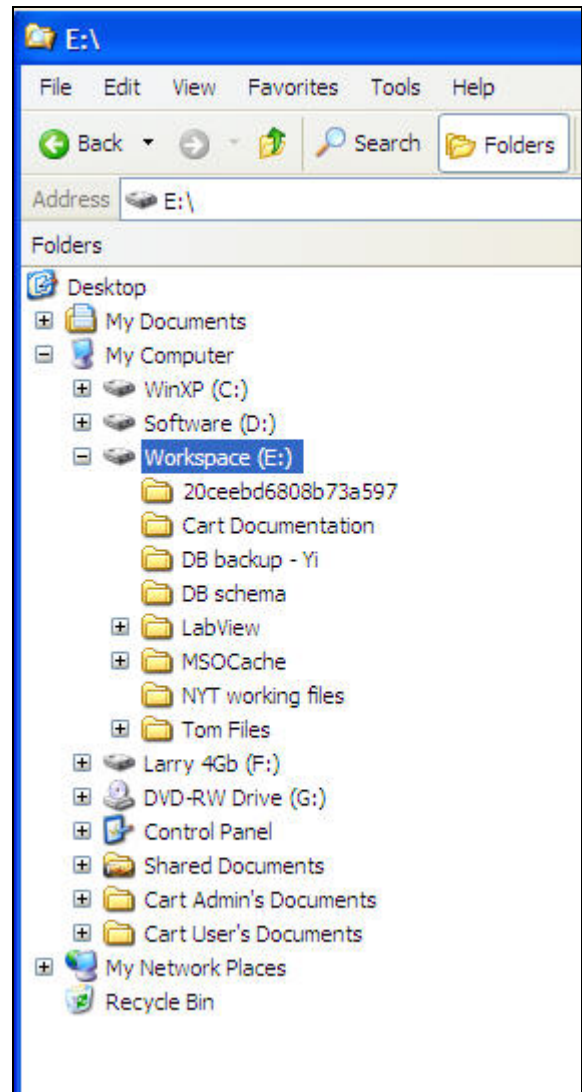 E:\
File Edit View Favorites Tools Help
Back Search Folders
Address E:\
Folders
Desktop
My Documents
My Computer
WinXP (C:)
Software (D:)
Workspace (E:)
20ceebd6808b73a597
Cart Documentation
DB backup - Yi
DB schema
LabView
MSOCache
NYT working files
Tom Files
Larry 4Gb (F:)
DVD-RW Drive (G:)
Control Panel
Shared Documents
Cart Admin's Documents
Cart User's Documents
My Network Places
Recycle Bin